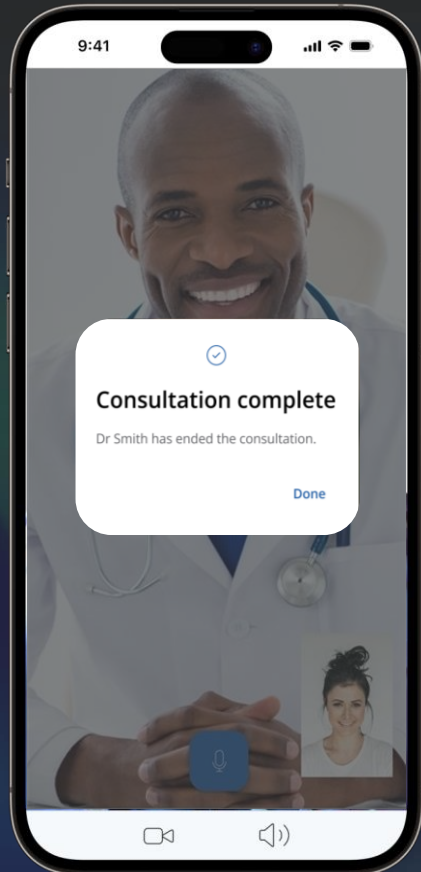 9:41
Consultation complete
Dr Smith has ended the consultation.
Done